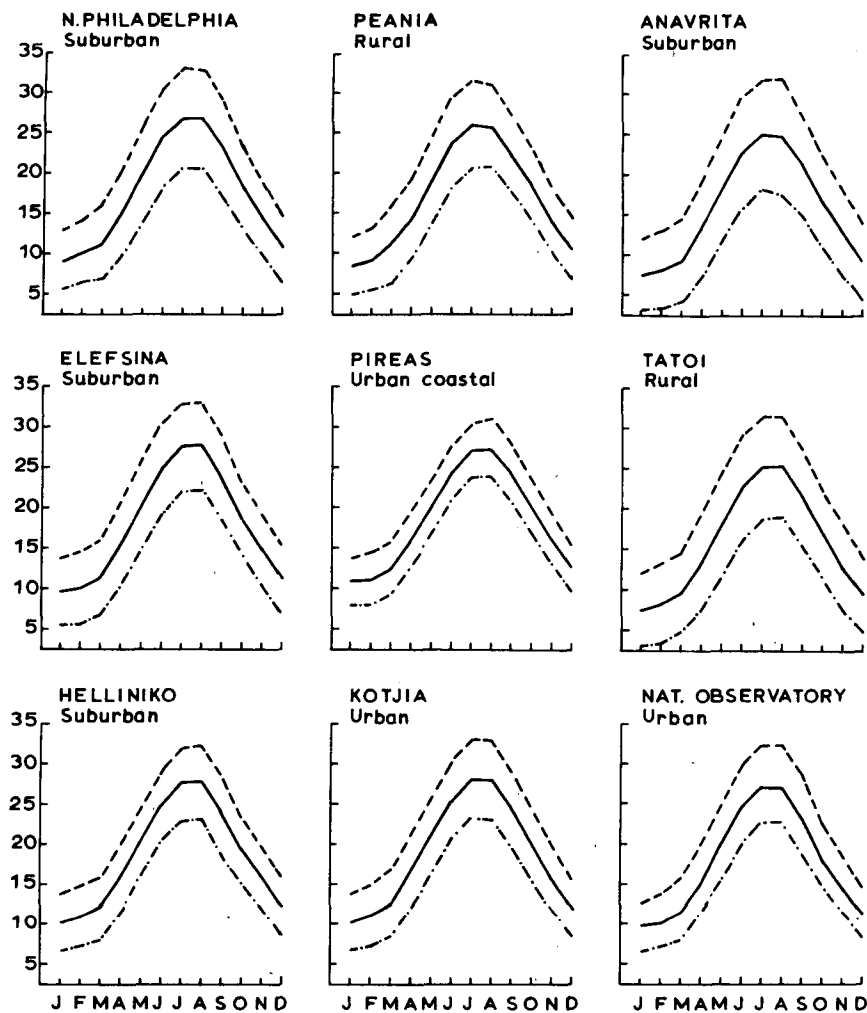 N.PHILADELPHIA
Suburban
PEANIA
Rural
ANAVRITA
Suburban
35
30
25
20
15
10
5
ELEFSINA
Suburban
PIREAS
Urban coastal
TATOI
Rural
35
30
25
20
15
10
5
HELLINIKO
Suburban
KOTJIA
Urban
NAT. OBSERVATORY
Urban
35
30
25
20
15
10
5
J F M A M J J A S O N D
J F M A M J J A S O N D
J F M A M J J A S O N D